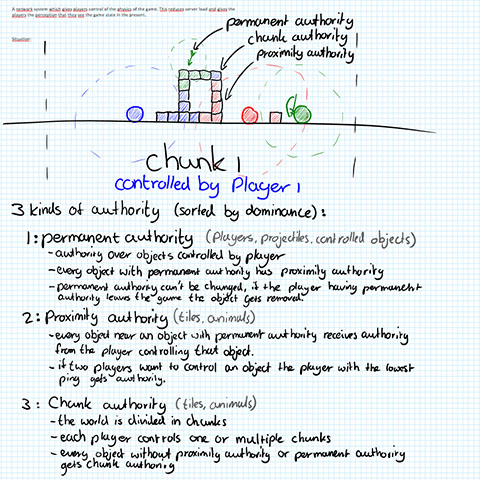 A network system which gives players control of the physics of the game. This reduces server load and gives the
players the perception that they see the game state in the present.
Situation:
permanent authority
chunk authority
proximity authority
chunk 1
controlled by Player 1
3 kinds of authority (sorted by dominance):
1: permanent authority (Players, projectiles, controlled objects)
- authority over objects controlled by player
- every object with permanent authority has proximity authority
- permanent authority can't be changed, if the player having permanent
authority leaves the game the object gets removed.
2: Proximity authority (tiles, animals)
- every object near an object with permanent authority receives authority
from the player controlling that object.
- if two players want to control an object the player with the lowest
ping gets authority.
3: Chunk authority (tiles, animals)
- the world is divided in chunks
- each player controls one or multiple chunks
- every object without proximity authority or permanent authority
gets chunk authority